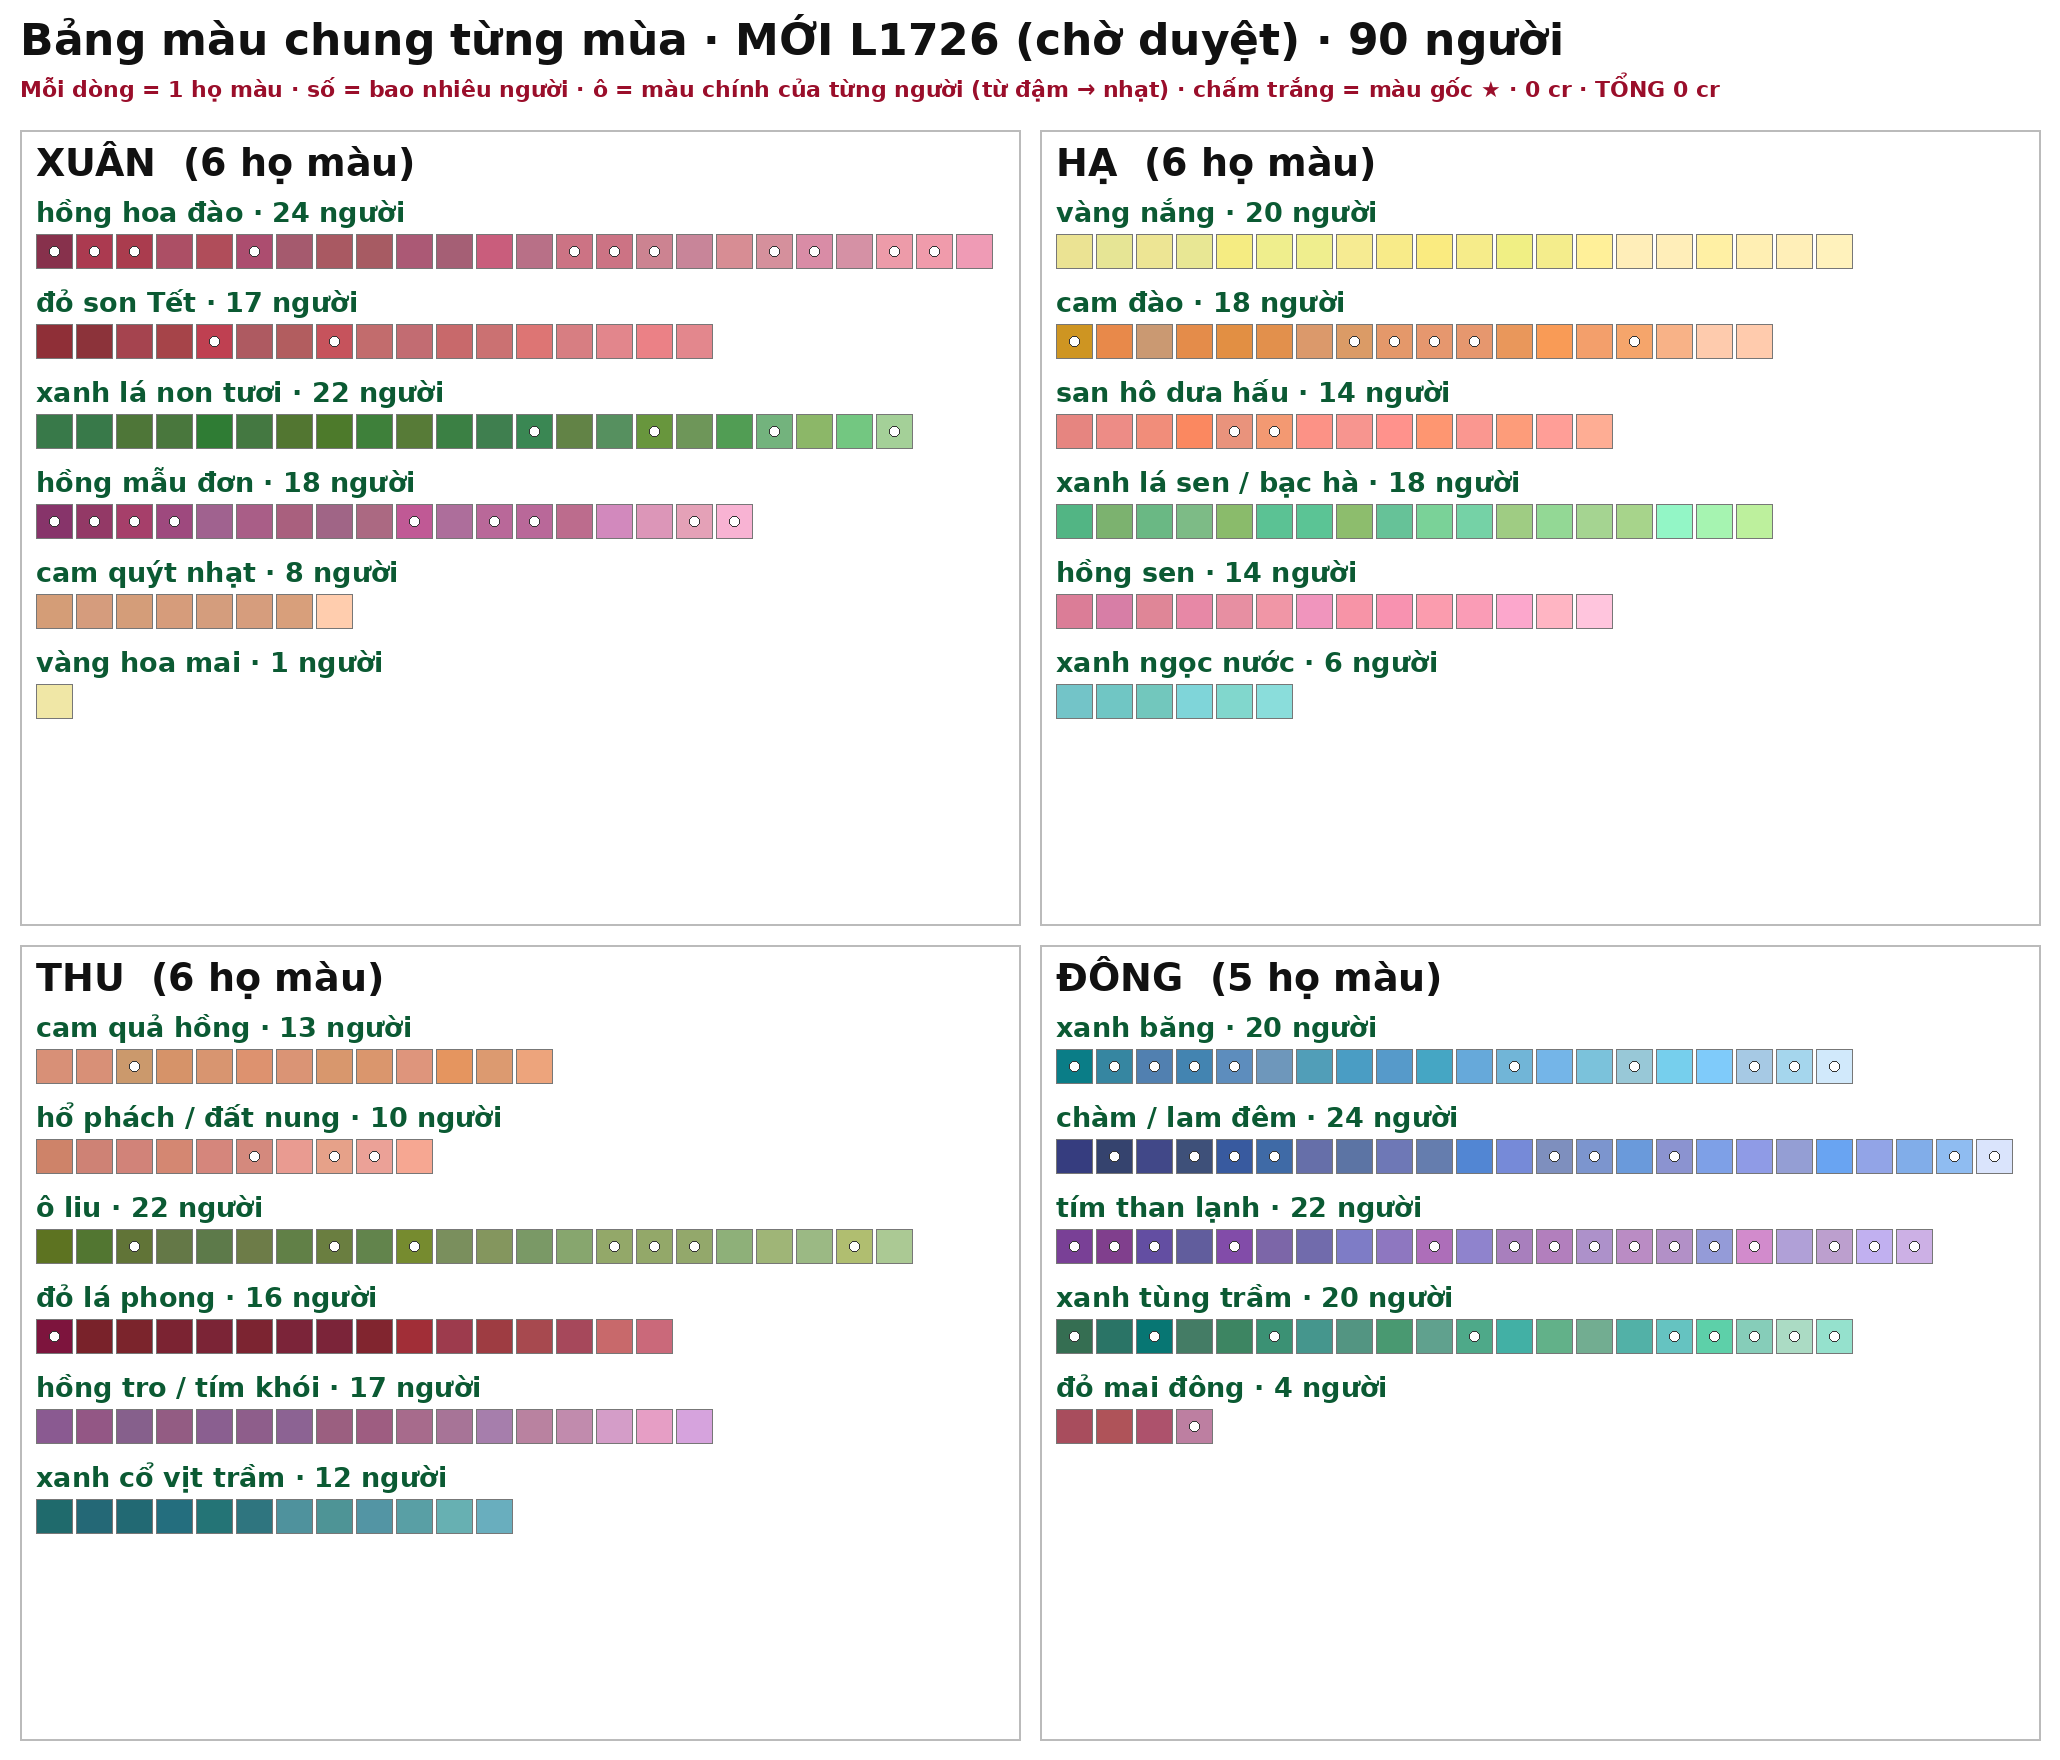 Bảng màu chung từng mùa · MỚI L1726 (chờ duyệt) · 90 người
Mỗi dòng = 1 họ màu · số = bao nhiêu người · ô = màu chính của từng người (từ đậm → nhạt) · chấm trắng = màu gốc ★ · 0 cr · TỔNG 0 cr
XUÂN (6 họ màu)
hồng hoa đào · 24 người
đỏ son Tết · 17 người
xanh lá non tươi · 22 người
hồng mẫu đơn · 18 người
cam quýt nhạt · 8 người
vàng hoa mai · 1 người
HẠ (6 họ màu)
vàng nắng · 20 người
cam đào · 18 người
san hô dưa hấu · 14 người
xanh lá sen / bạc hà · 18 người
hồng sen · 14 người
xanh ngọc nước · 6 người
THU (6 họ màu)
cam quả hồng · 13 người
hổ phách / đất nung · 10 người
ô liu · 22 người
đỏ lá phong · 16 người
hồng tro / tím khói · 17 người
xanh cổ vịt trầm · 12 người
ĐÔNG (5 họ màu)
xanh băng · 20 người
chàm / lam đêm · 24 người
tím than lạnh · 22 người
xanh tùng trầm · 20 người
đỏ mai đông · 4 người